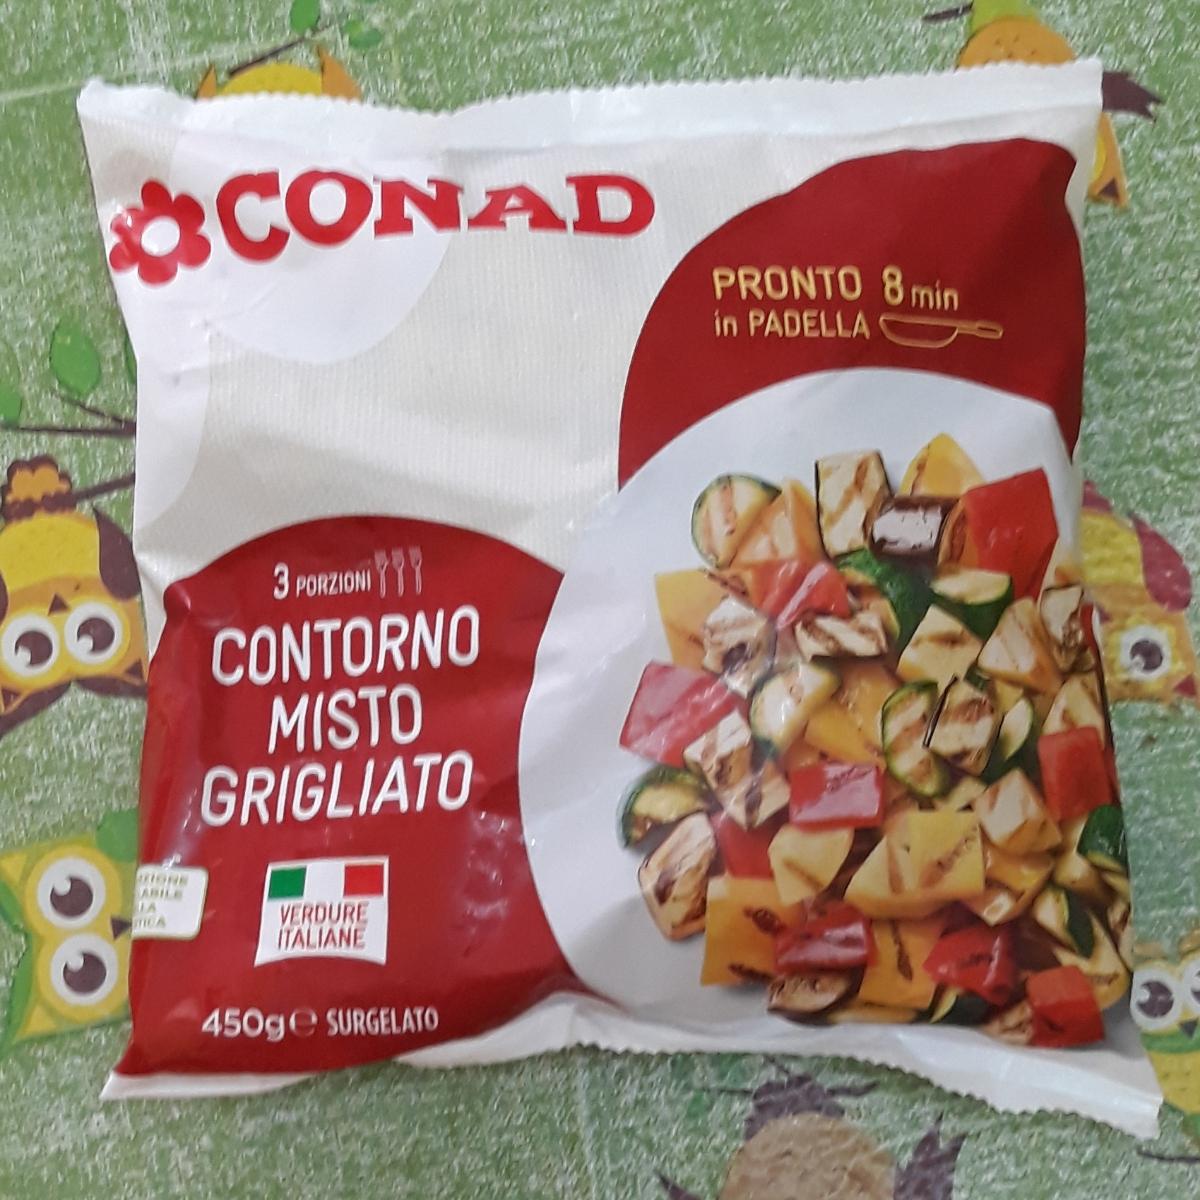 CONAD
PRONTO 8 min
in PADELLA
3 PORZIONI
CONTORNO
MISTO
GRIGLIATO
VERDURE
ITALIANE
450g e SURGELATO